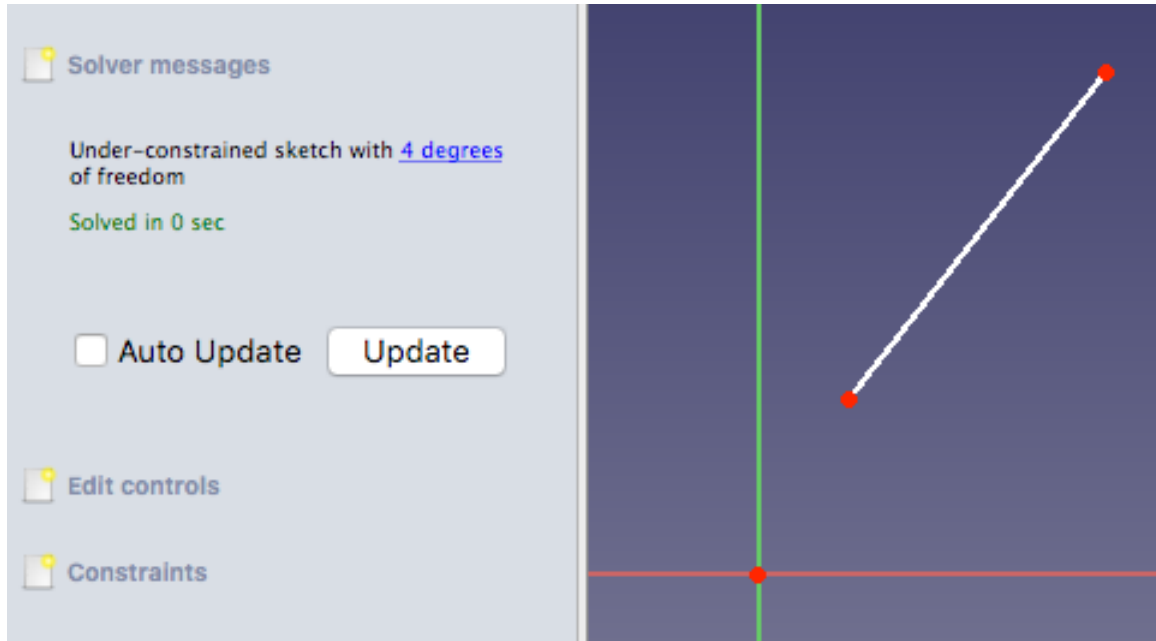 Solver messages
Under-constrained sketch with 4 degrees
of freedom
Solved in 0 sec
Auto Update Update
Edit controls
Constraints